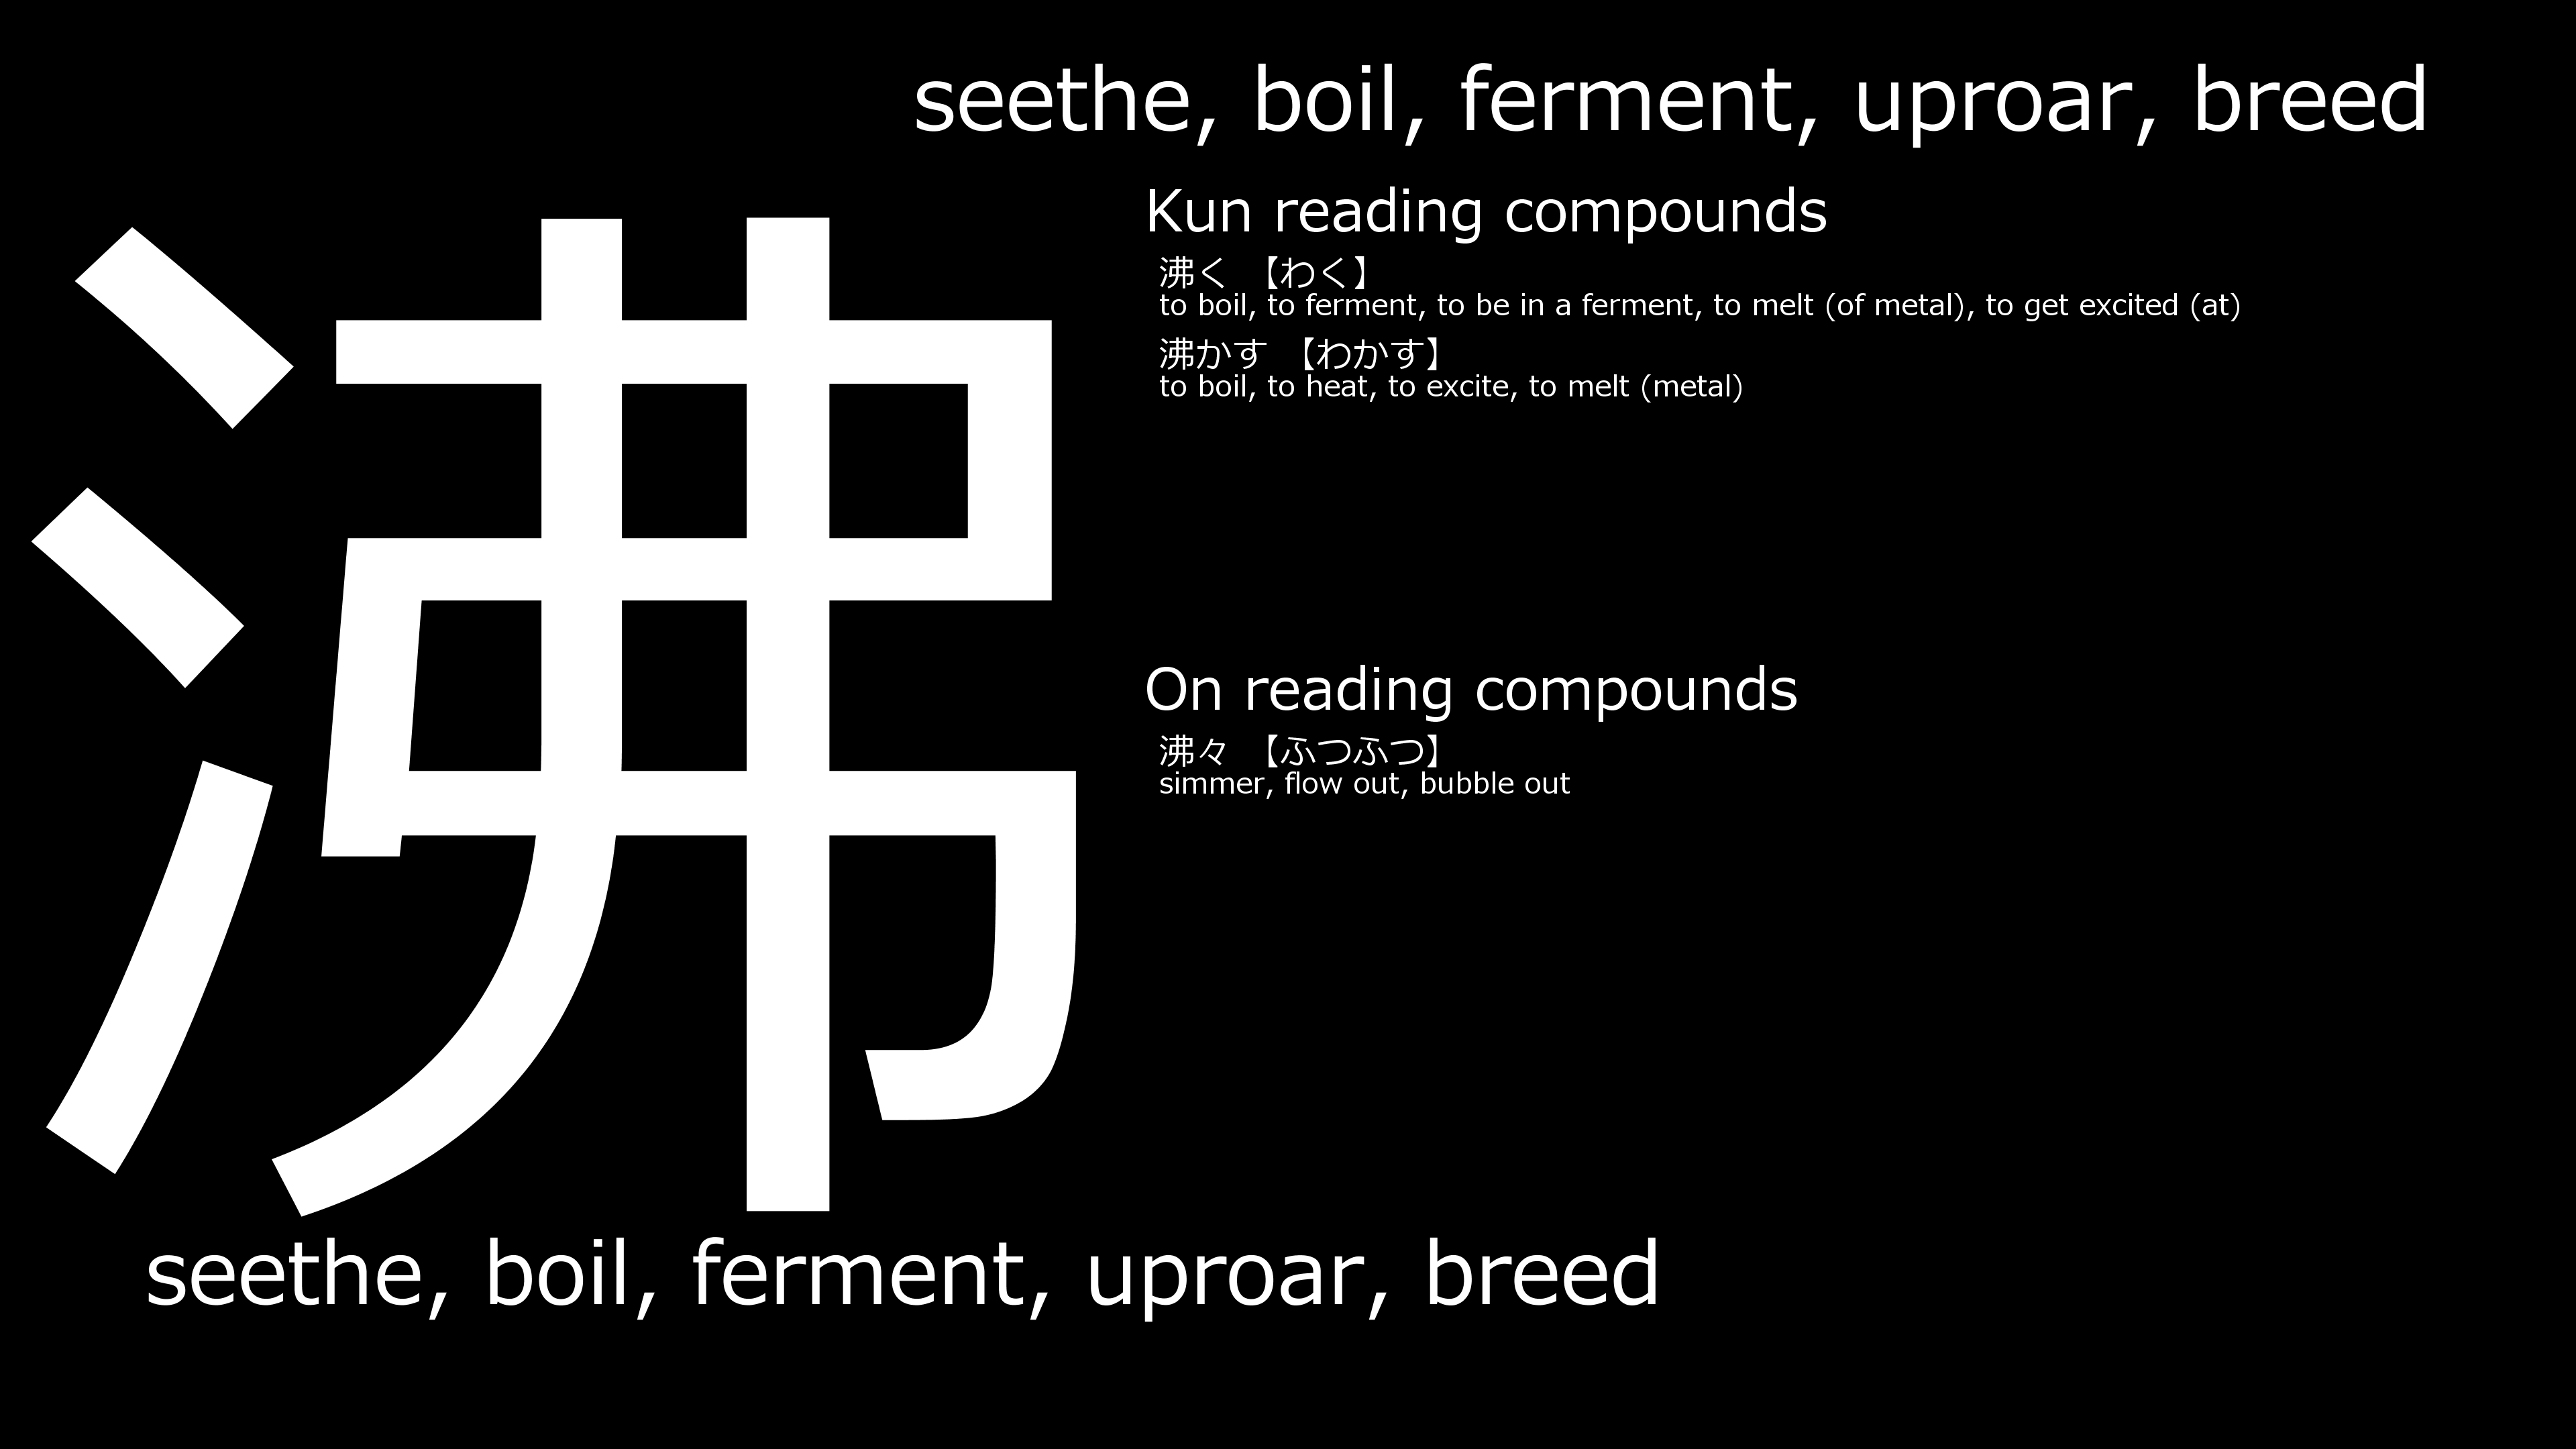 seethe, boil, ferment, uproar, breed
沸
Kun reading compounds
沸く 【わく】
to boil, to ferment, to be in a ferment, to melt (of metal), to get excited (at)
沸かす 【わかす】
to boil, to heat, to excite, to melt (metal)
On reading compounds
沸々 【ふつふつ】
simmer, flow out, bubble out
seethe, boil, ferment, uproar, breed